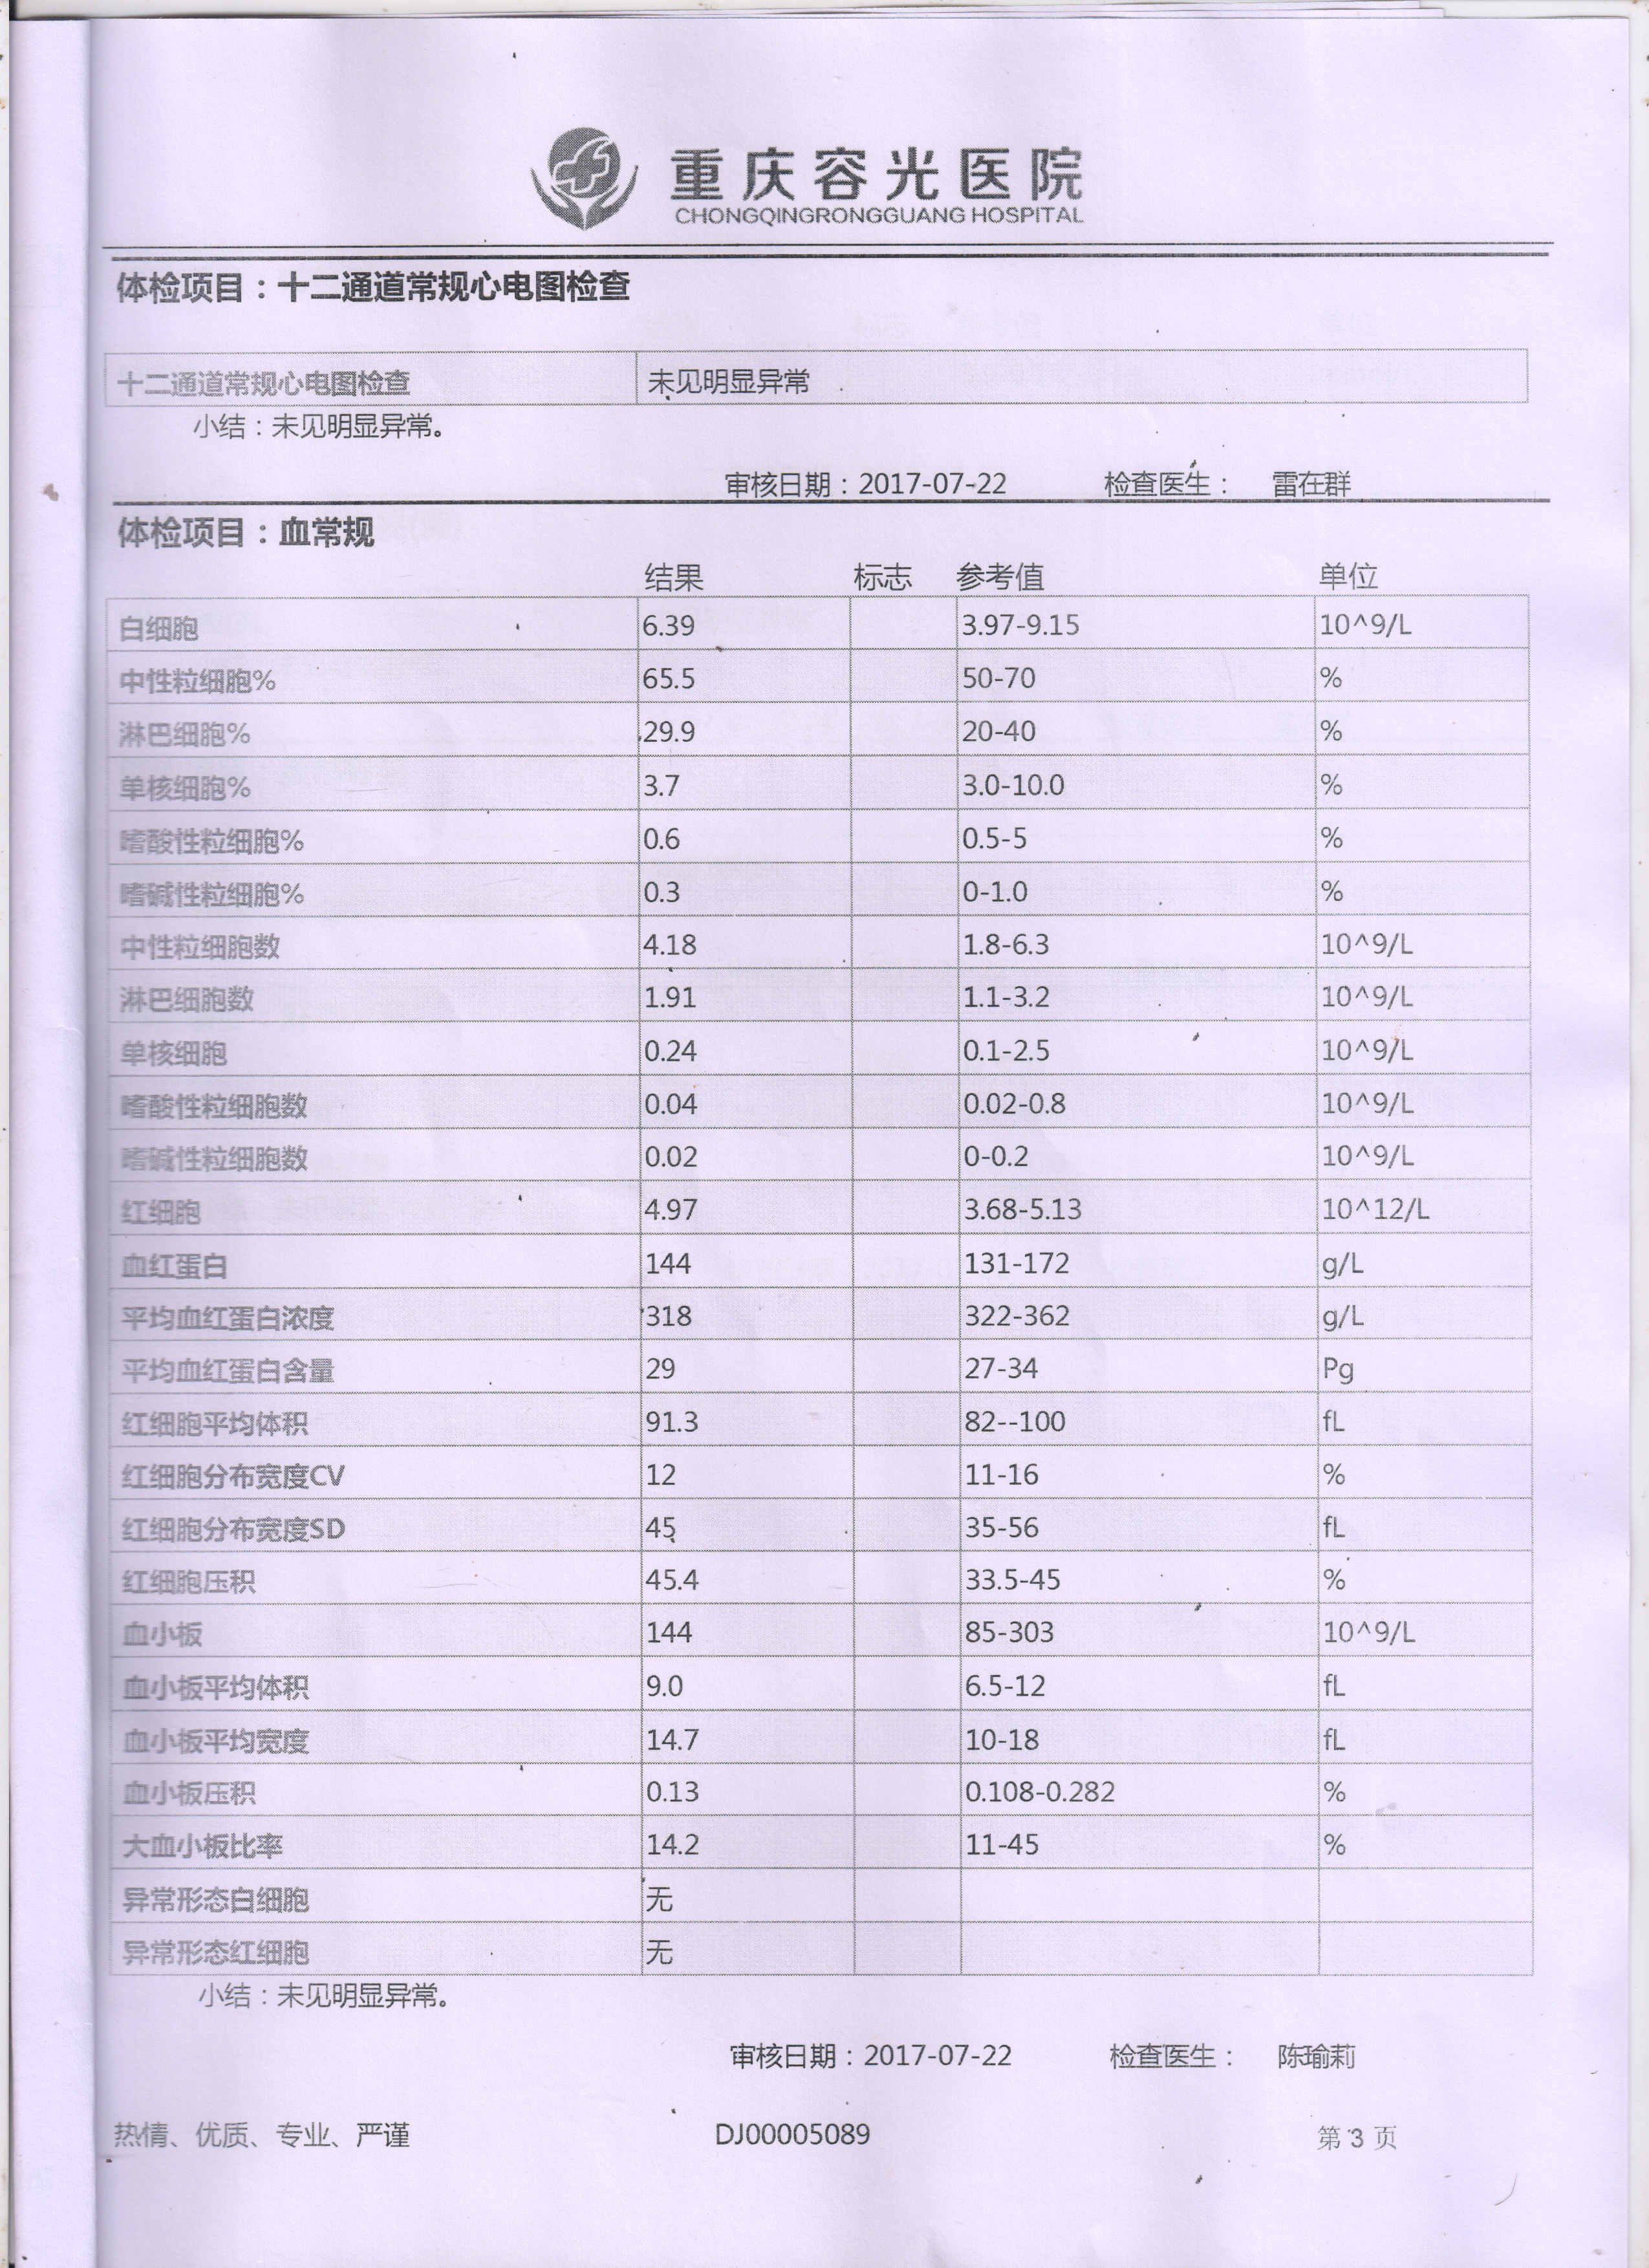 重庆容光医院
CHONGQINGRONGGUANG HOSPITAL
体检项目：十二通道常规心电图检查
十二通道常规心电图检查 未见明显异常
小结：未见明显异常。
审核日期：2017-07-22 检查医生： 雷在群
体检项目：血常规
结果 标志 参考值 单位
白细胞 6.39 3.97-9.15 10^9/L
中性粒细胞% 65.5 50-70 %
淋巴细胞% 29.9 20-40 %
单核细胞% 3.7 3.0-10.0 %
嗜酸性粒细胞% 0.6 0.5-5 %
嗜碱性粒细胞% 0.3 0-1.0 %
中性粒细胞数 4.18 1.8-6.3 10^9/L
淋巴细胞数 1.91 1.1-3.2 10^9/L
单核细胞 0.24 0.1-2.5 10^9/L
嗜酸性粒细胞数 0.04 0.02-0.8 10^9/L
嗜碱性粒细胞数 0.02 0-0.2 10^9/L
红细胞 4.97 3.68-5.13 10^12/L
血红蛋白 144 131-172 g/L
平均血红蛋白浓度 318 322-362 g/L
平均血红蛋白含量 29 27-34 Pg
红细胞平均体积 91.3 82--100 fL
红细胞分布宽度CV 12 11-16 %
红细胞分布宽度SD 45 35-56 fL
红细胞压积 45.4 33.5-45 %
血小板 144 85-303 10^9/L
血小板平均体积 9.0 6.5-12 fL
血小板平均宽度 14.7 10-18 fL
血小板压积 0.13 0.108-0.282 %
大血小板比率 14.2 11-45 %
异常形态白细胞 无
异常形态红细胞 无
小结：未见明显异常。
审核日期：2017-07-22 检查医生： 陈瑜莉
热情、优质、专业、严谨 DJ00005089 第 3 页